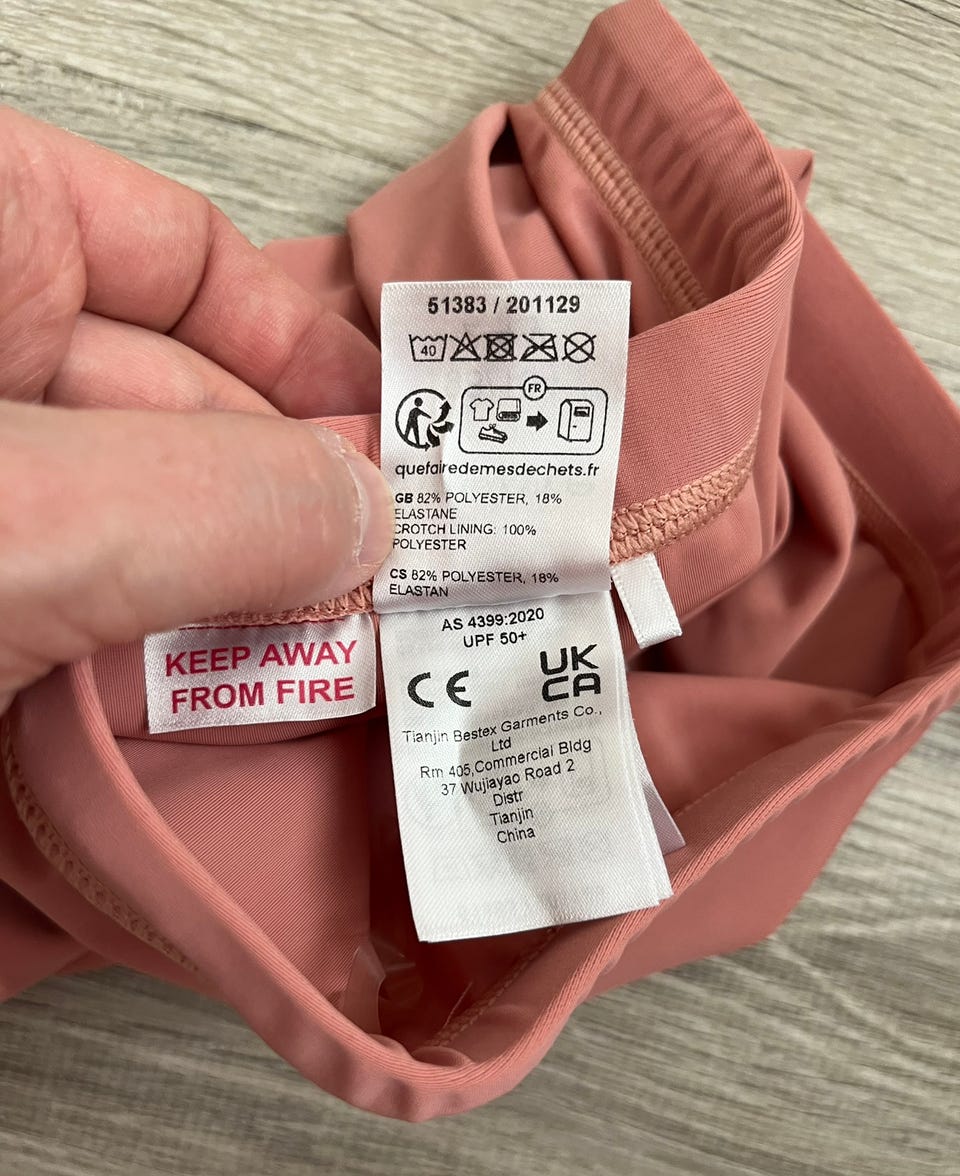 51383 / 201129
40
FR
quefairedemesdechets.fr
GB 82% POLYESTER, 18%
ELASTANE
CROTCH LINING: 100%
POLYESTER
CS 82% POLYESTER, 18%
ELASTAN
KEEP AWAY
FROM FIRE
AS 4399:2020
UPF 50+
CE
UK
CA
Tianjin Bestex Garments Co.,
Ltd
Rm 405,Commercial Bldg
37 Wujiayao Road 2
Distr
Tianjin
China